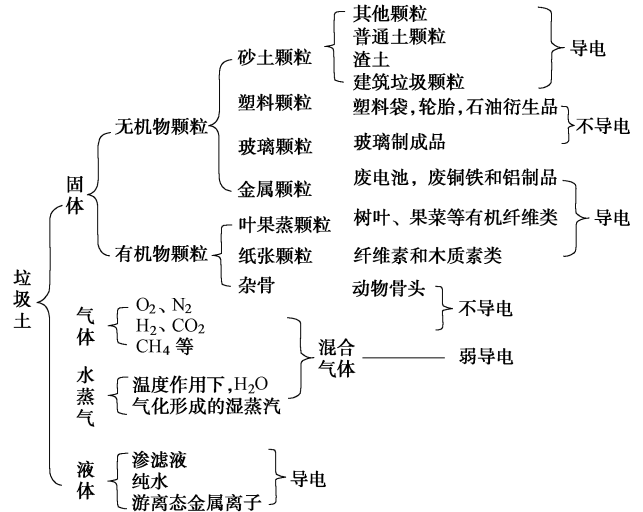 其他颗粒
普通土颗粒
砂土颗粒
渣土
导电
建筑垃圾颗粒
塑料颗粒
塑料袋,轮胎,石油衍生品
无机物颗粒
不导电
玻璃颗粒
玻璃制成品
固体
金属颗粒
废电池,废铜铁和铝制品
叶果蒸颗粒
树叶、果菜等有机纤维类
导电
有机物颗粒
纸张颗粒
纤维素和木质素类
杂骨
动物骨头
不导电
垃圾土
气体
O2、N2
H2、CO2
CH4 等
混合气体
弱导电
水蒸气
温度作用下,H2O
气化形成的湿蒸汽
液体
渗滤液
纯水
导电
游离态金属离子